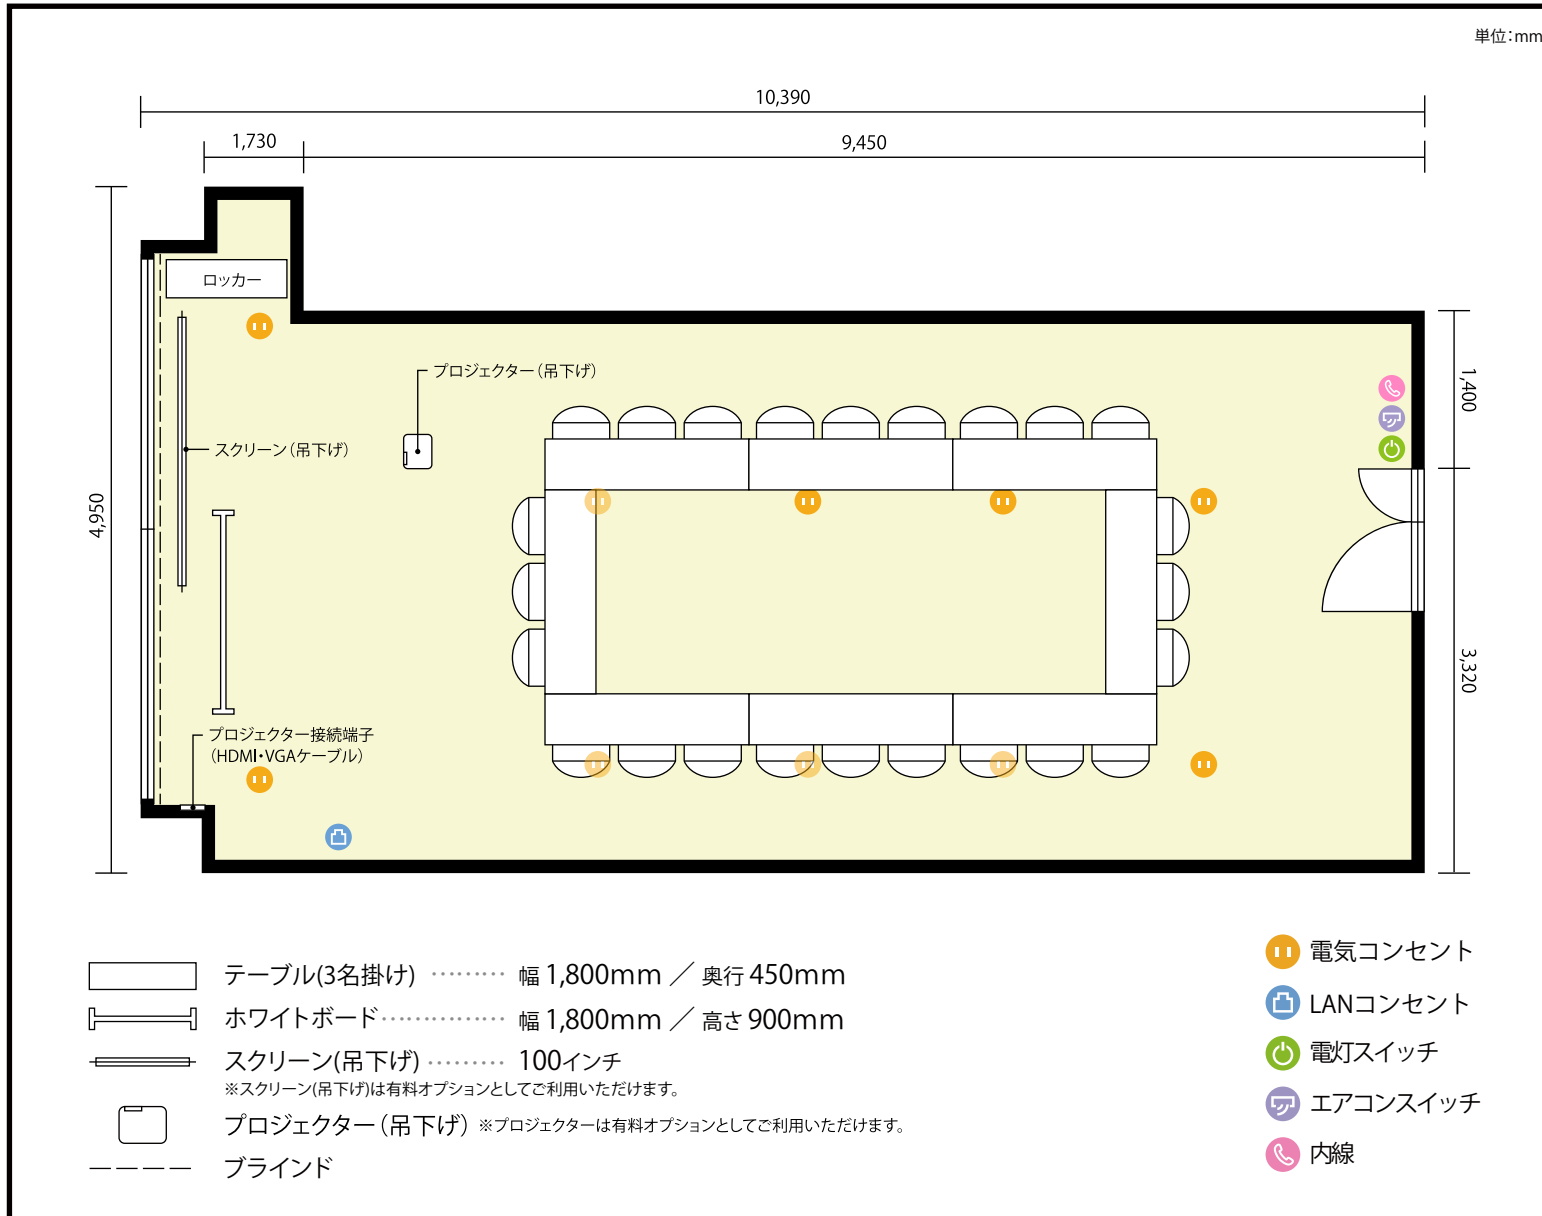 単位：mm
10,390
1,730
9,450
ロッカー
プロジェクター（吊下げ）
スクリーン（吊下げ）
4,950
1,400
3,320
プロジェクター接続端子
（HDMI・VGAケーブル）
テーブル(3名掛け) ・・・・・・・・・ 幅 1,800mm ／ 奥行 450mm
ホワイトボード・・・・・・・・・・・・・・・ 幅 1,800mm ／ 高さ 900mm
スクリーン(吊下げ) ・・・・・・・・・ 100インチ
※スクリーン(吊下げ)は有料オプションとしてご利用いただけます。
プロジェクター（吊下げ） ※プロジェクターは有料オプションとしてご利用いただけます。
ブラインド
電気コンセント
LANコンセント
電灯スイッチ
エアコンスイッチ
内線